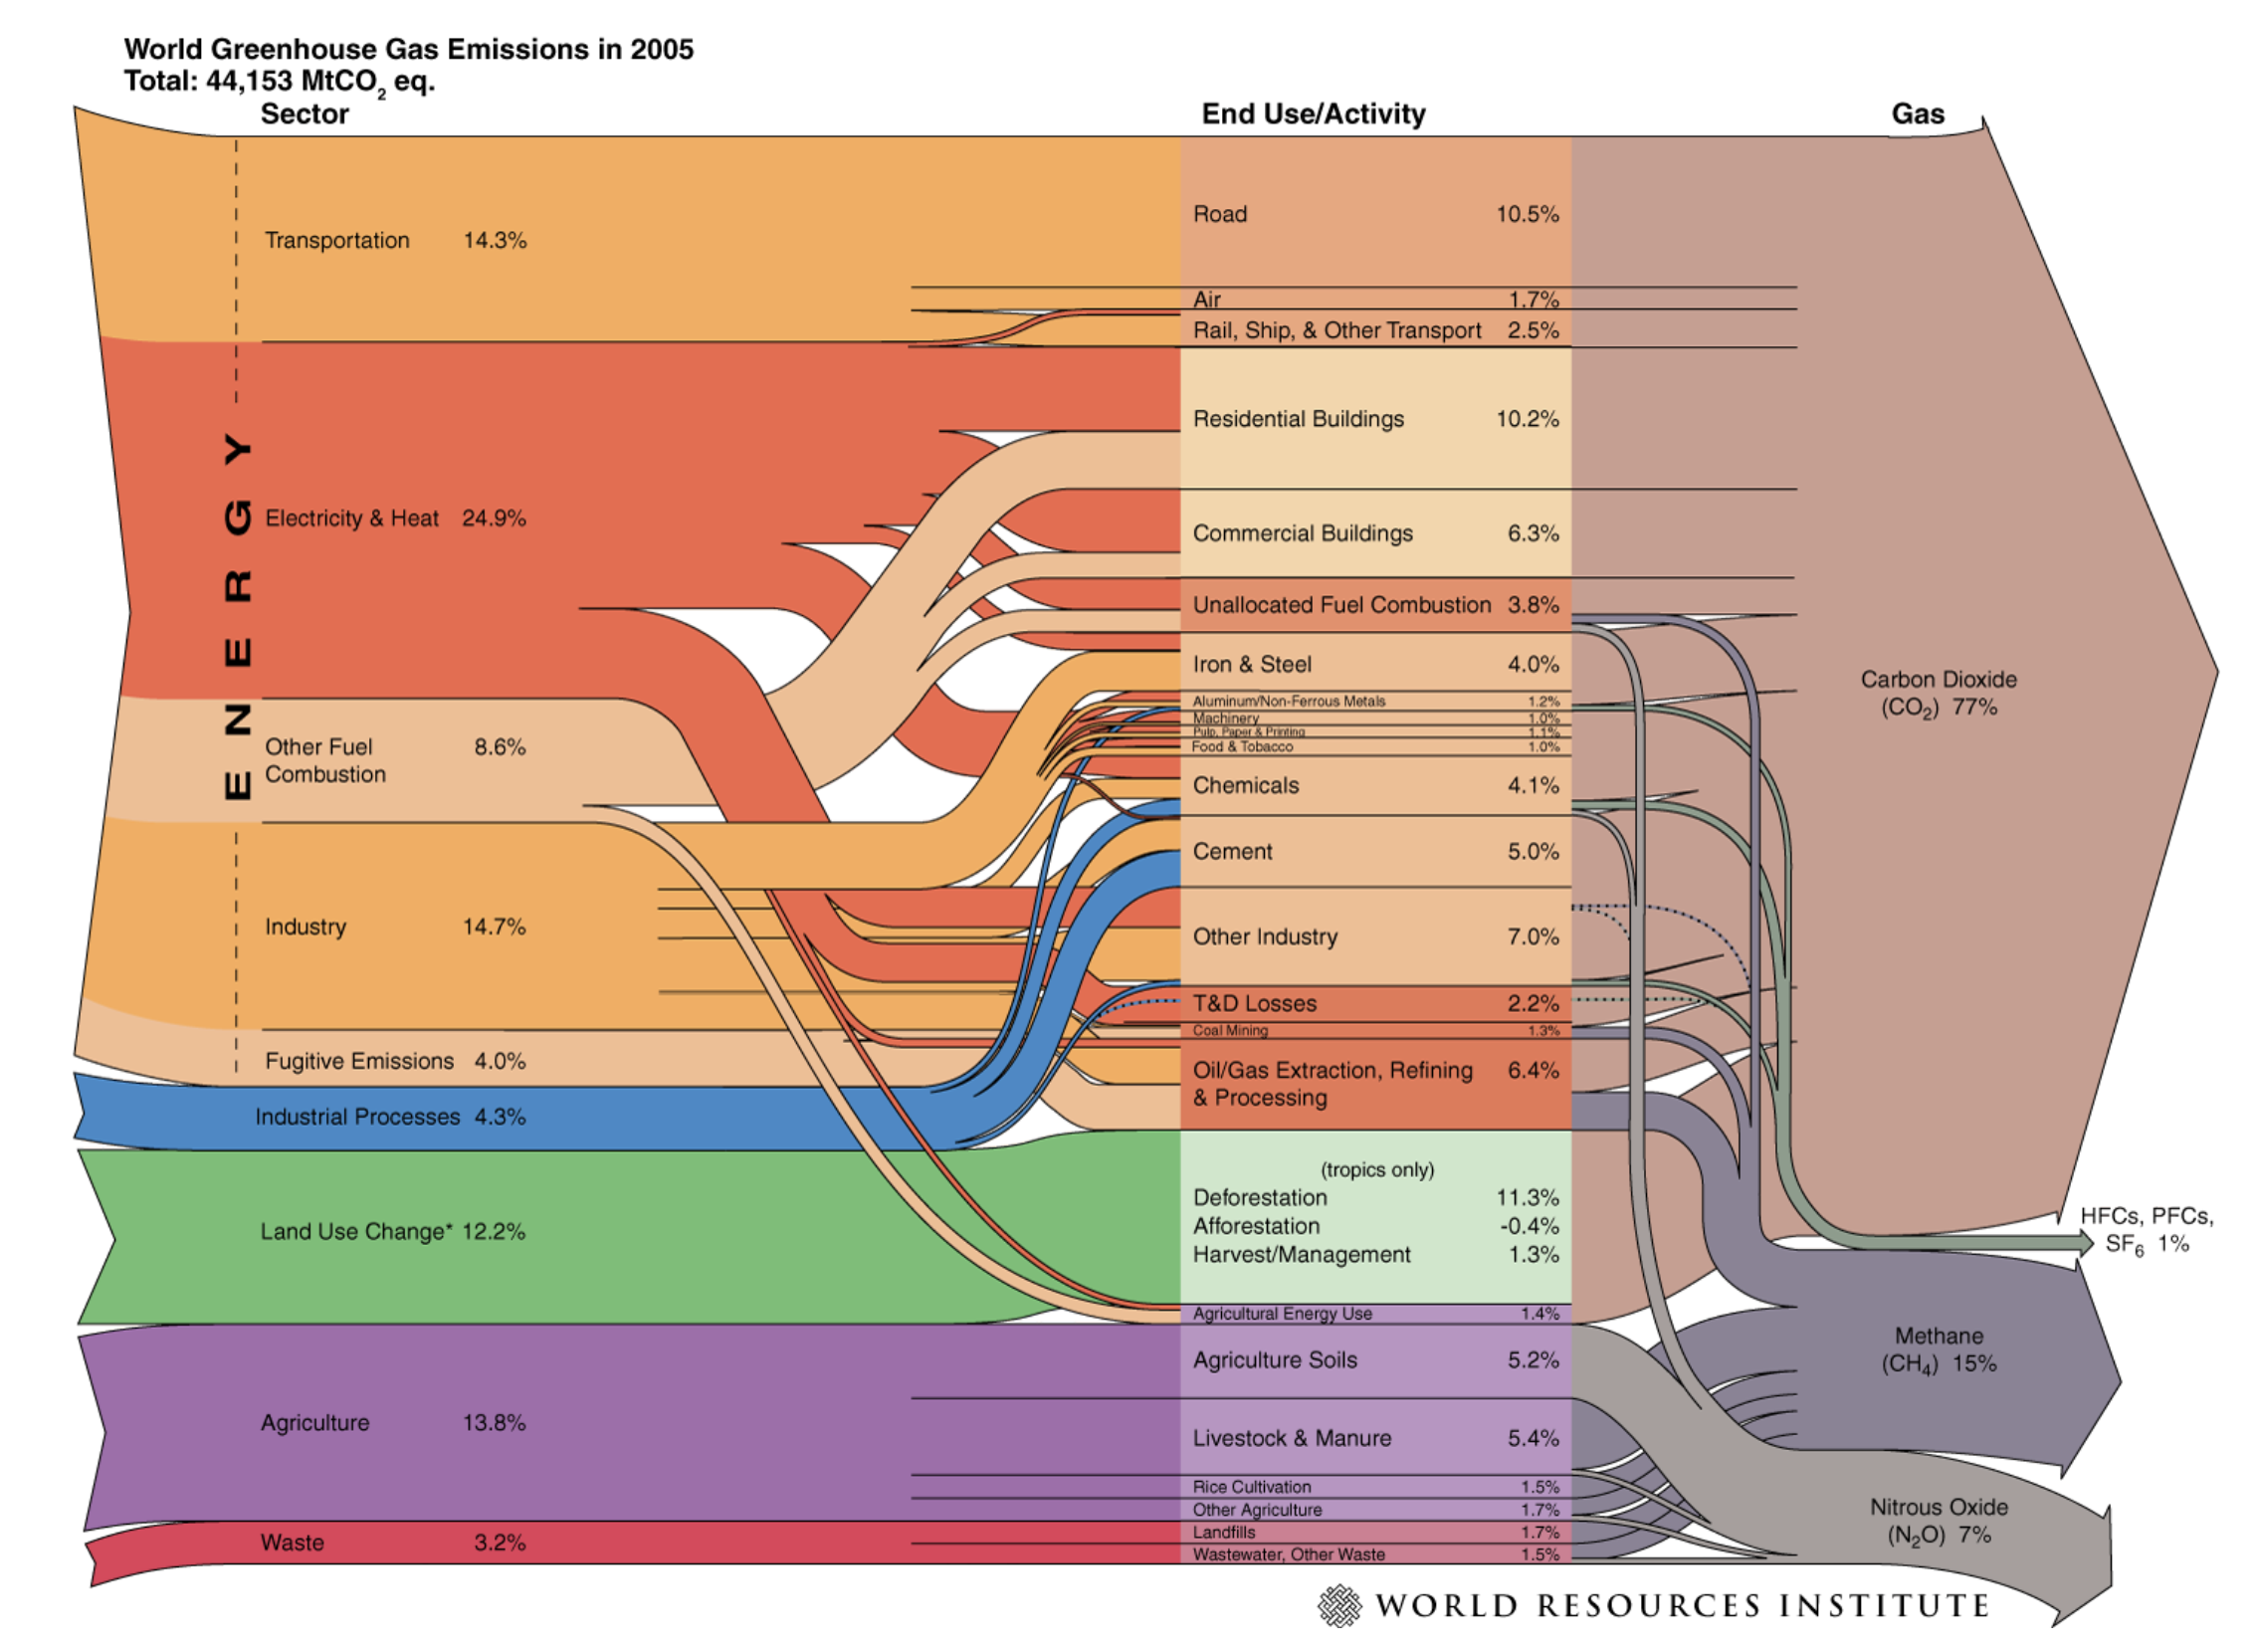 World Greenhouse Gas Emissions in 2005
Total: 44,153 MtCO₂ eq.
Sector
End Use/Activity
Gas
ENERGY
Transportation 14.3%
Electricity & Heat 24.9%
Other Fuel
Combustion 8.6%
Industry 14.7%
Fugitive Emissions 4.0%
Industrial Processes 4.3%
Land Use Change* 12.2%
Agriculture 13.8%
Waste 3.2%
Road 10.5%
Air 1.7%
Rail, Ship, & Other Transport 2.5%
Residential Buildings 10.2%
Commercial Buildings 6.3%
Unallocated Fuel Combustion 3.8%
Iron & Steel 4.0%
Aluminum/Non-Ferrous Metals 1.2%
Machinery 1.0%
Pulp, Paper & Printing 1.1%
Food & Tobacco 1.0%
Chemicals 4.1%
Cement 5.0%
Other Industry 7.0%
T&D Losses 2.2%
Coal Mining 1.3%
Oil/Gas Extraction, Refining 6.4%
& Processing
(tropics only)
Deforestation 11.3%
Afforestation -0.4%
Harvest/Management 1.3%
Agricultural Energy Use 1.4%
Agriculture Soils 5.2%
Livestock & Manure 5.4%
Rice Cultivation 1.5%
Other Agriculture 1.7%
Landfills 1.7%
Wastewater, Other Waste 1.5%
Carbon Dioxide
(CO₂) 77%
HFCs, PFCs,
SF₆ 1%
Methane
(CH₄) 15%
Nitrous Oxide
(N₂O) 7%
WORLD RESOURCES INSTITUTE